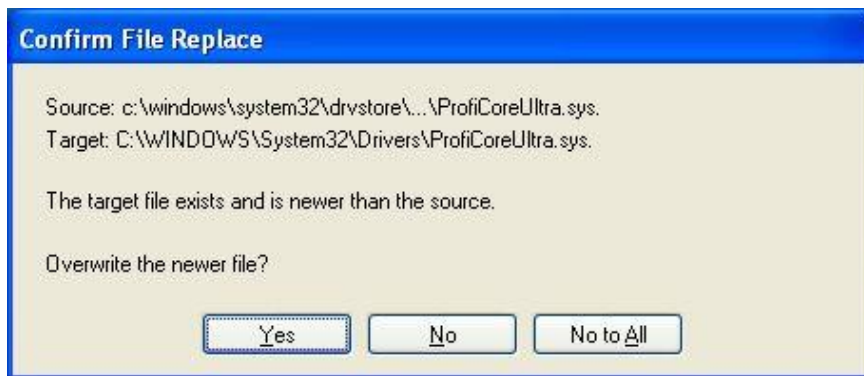 Confirm File Replace
Source: c:\windows\system32\drvstore\...\ProfiCoreUltra.sys.
Target: C:\WINDOWS\System32\Drivers\ProfiCoreUltra.sys.
The target file exists and is newer than the source.
Overwrite the newer file?
Yes No No to All